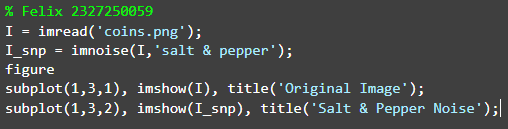 % Felix 2327250059
I = imread('coins.png');
I_snp = imnoise(I,'salt & pepper');
figure
subplot(1,3,1), imshow(I), title('Original Image');
subplot(1,3,2), imshow(I_snp), title('Salt & Pepper Noise');